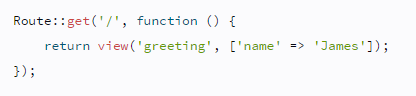 Route::get('/', function () {
    return view('greeting', ['name' => 'James']);
});